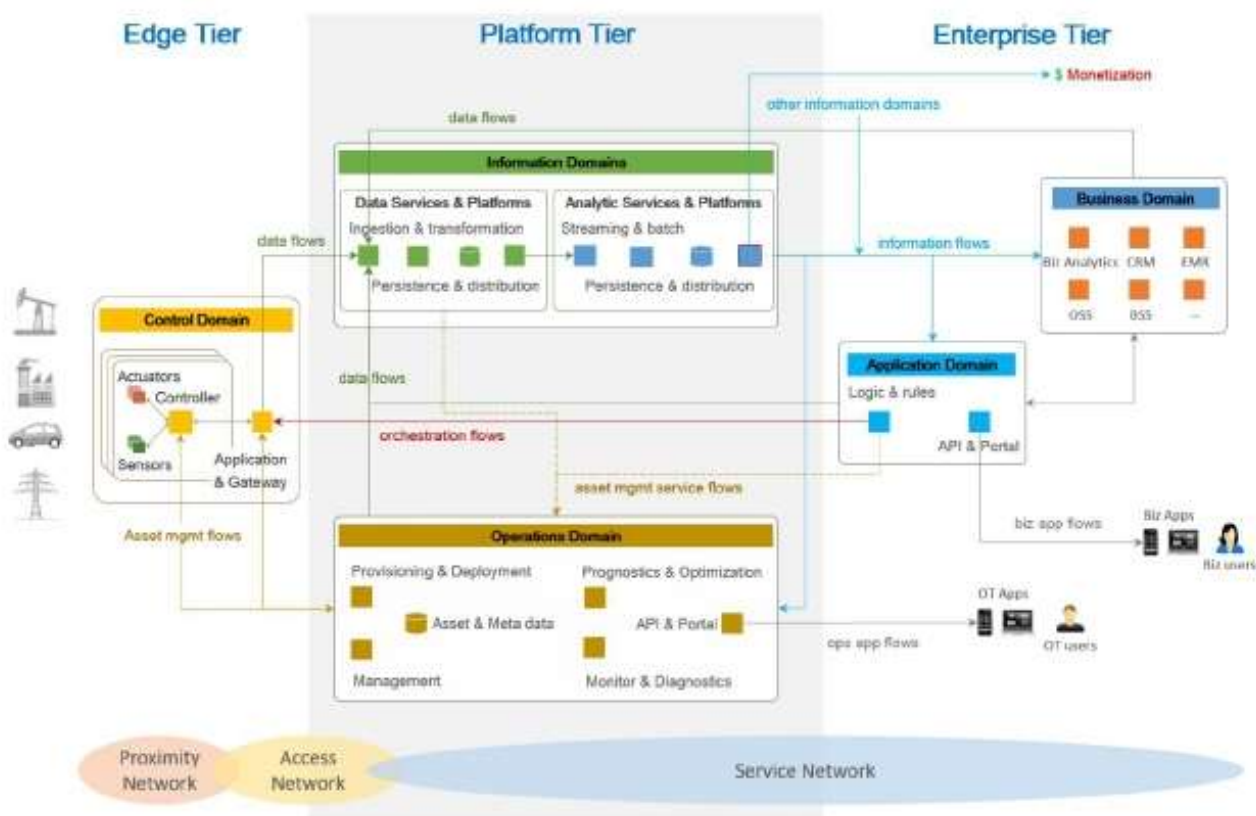 Edge Tier
Platform Tier
Enterprise Tier
$ Monetization
other information domains
data flows
Information Domains
Data Services & Platforms
Analytic Services & Platforms
Ingestion & transformation
Streaming & batch
Persistence & distribution
Persistence & distribution
data flows
information flows
Business Domain
Bir Analytics
CRM
EMR
OSS
BSS
...
Control Domain
Actuators
Controller
Sensors
Application
& Gateway
data flows
Application Domain
Logic & rules
API & Portal
orchestration flows
asset mgmt service flows
Asset mgmt flows
Operations Domain
Provisioning & Deployment
Prognostics & Optimization
Asset & Meta data
API & Portal
Management
Monitor & Diagnostics
biz app flows
Biz Apps
Biz users
OT Apps
ops app flows
OT users
Proximity
Network
Access
Network
Service Network